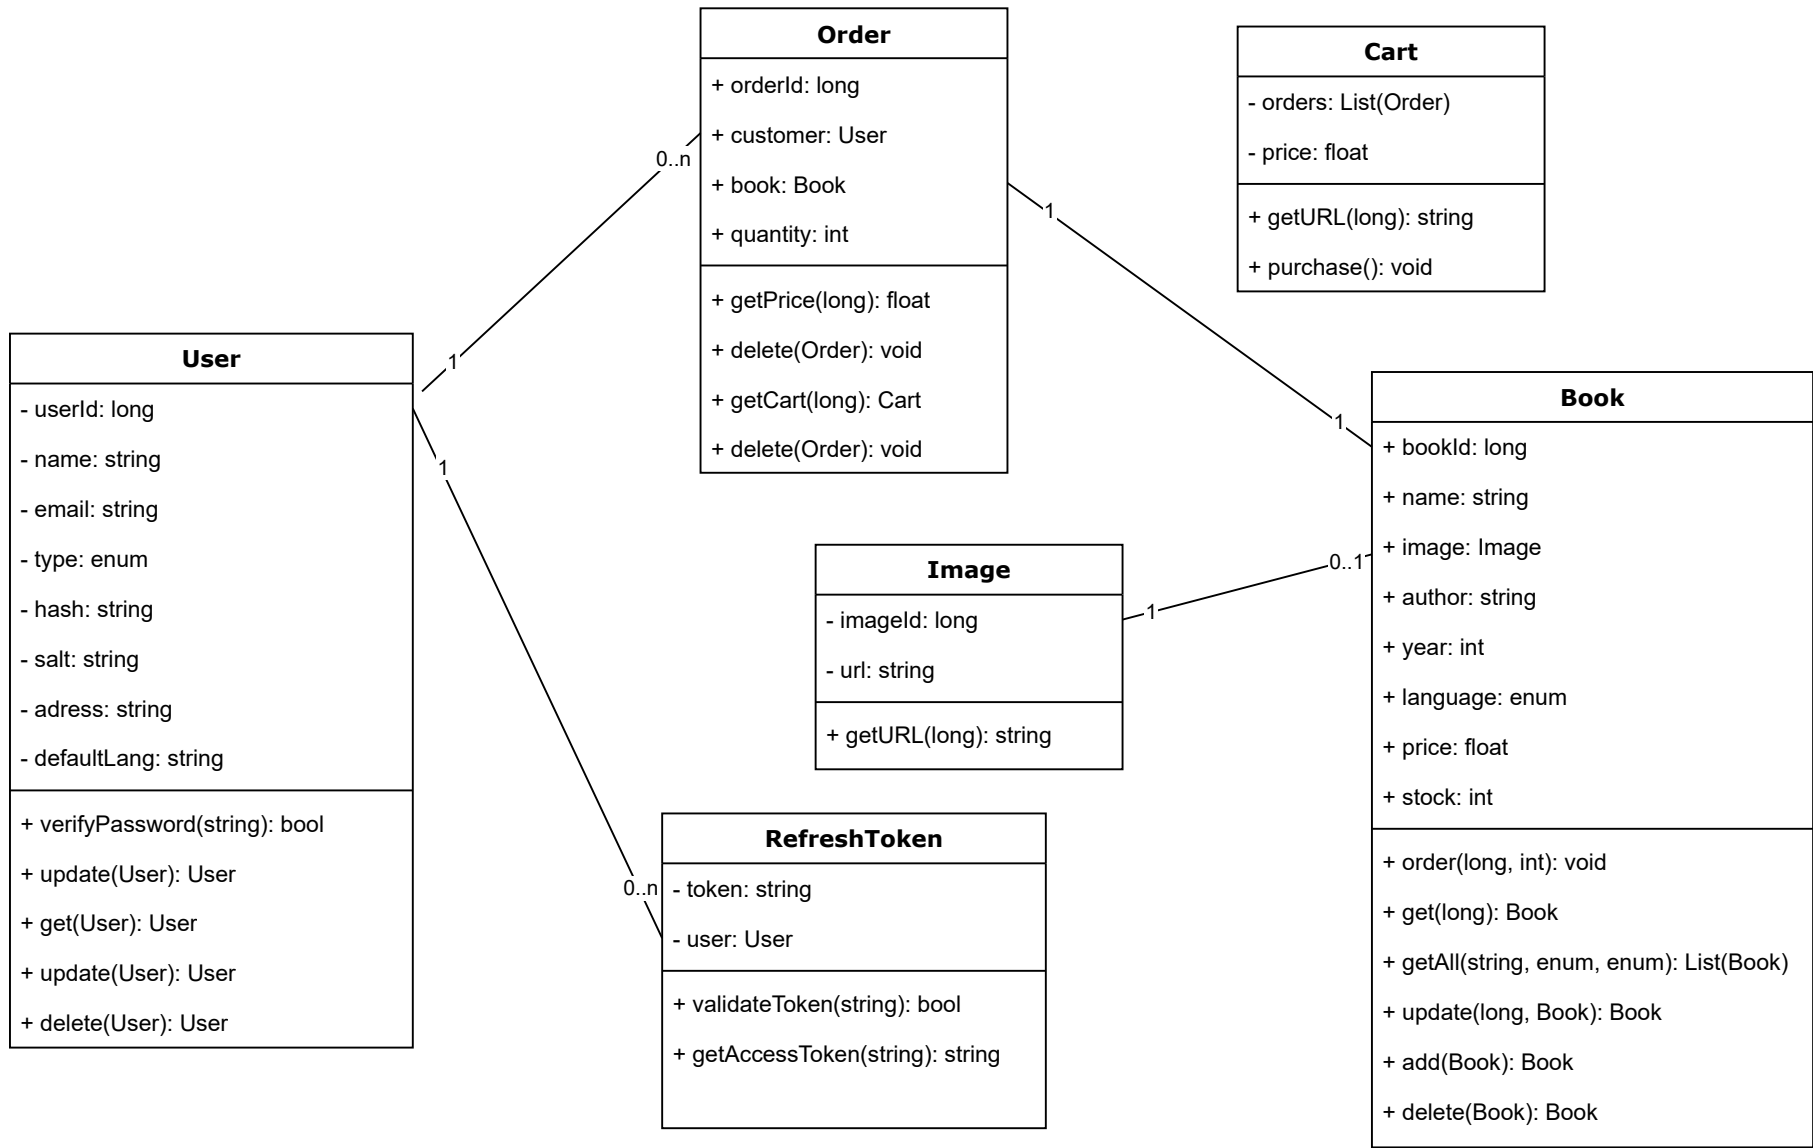 Order
+ orderId: long
+ customer: User
+ book: Book
+ quantity: int
+ getPrice(long): float
+ delete(Order): void
+ getCart(long): Cart
+ delete(Order): void
Cart
- orders: List(Order)
- price: float
+ getURL(long): string
+ purchase(): void
0..n
1
1
1
User
- userId: long
- name: string
- email: string
- type: enum
- hash: string
- salt: string
- adress: string
- defaultLang: string
+ verifyPassword(string): bool
+ update(User): User
+ get(User): User
+ update(User): User
+ delete(User): User
1
0..n
Image
- imageId: long
- url: string
+ getURL(long): string
1
0..1
RefreshToken
- token: string
- user: User
+ validateToken(string): bool
+ getAccessToken(string): string
Book
+ bookId: long
+ name: string
+ image: Image
+ author: string
+ year: int
+ language: enum
+ price: float
+ stock: int
+ order(long, int): void
+ get(long): Book
+ getAll(string, enum, enum): List(Book)
+ update(long, Book): Book
+ add(Book): Book
+ delete(Book): Book